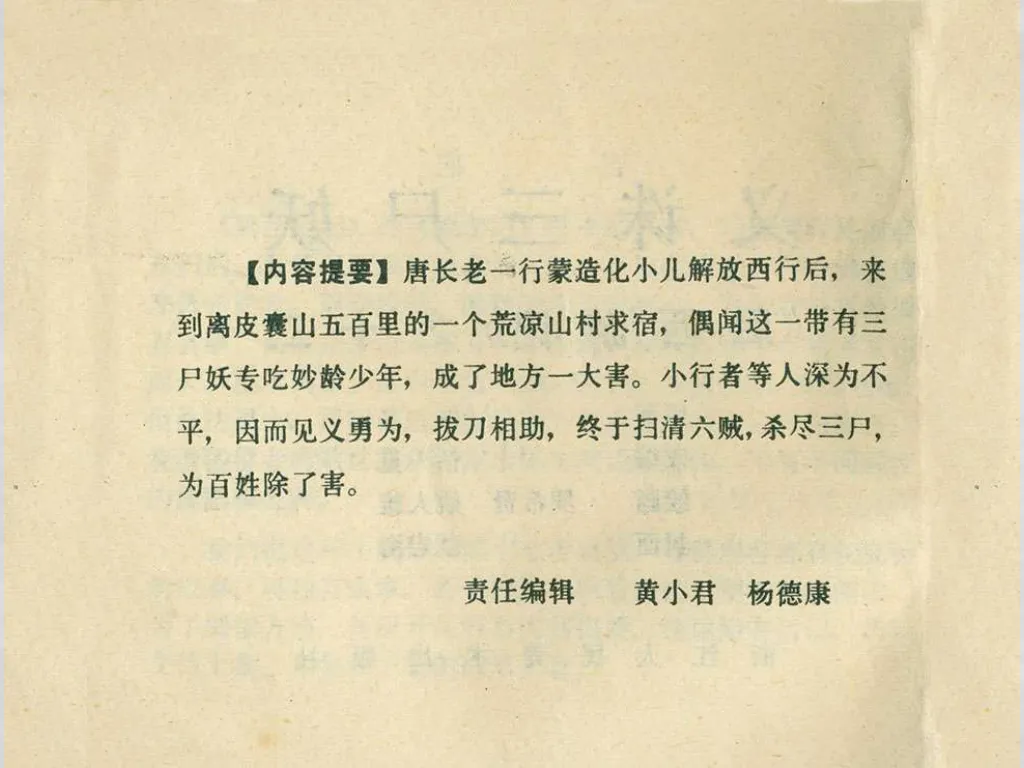 【内容提要】唐长老一行蒙造化小儿解放西行后，来
到离皮囊山五百里的一个荒凉山村求宿，偶闻这一带有三
尸妖专吃妙龄少年，成了地方一大害。小行者等人深为不
平，因而见义勇为，拔刀相助，终于扫清六贼，杀尽三尸，
为百姓除了害。
责任编辑 黄小君 杨德康